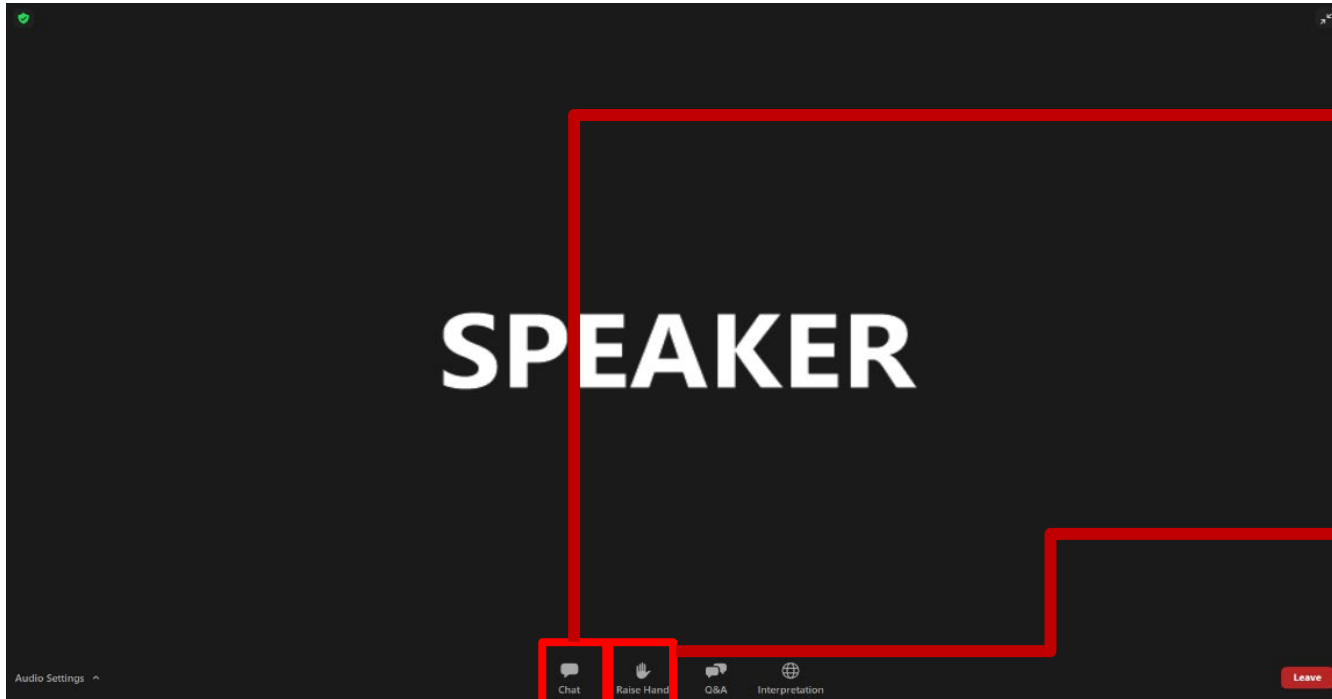 SPEAKER
Audio Settings
Chat
Raise Hand
Q&A
Interpretation
Leave